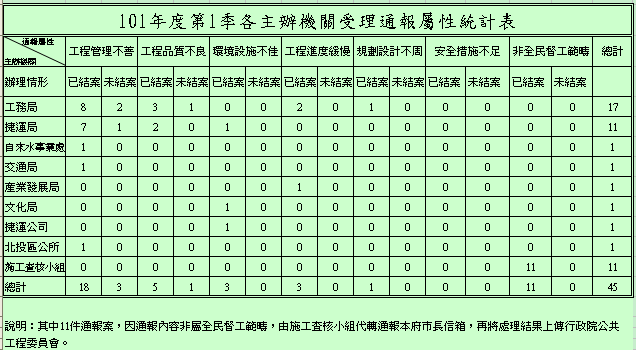 101年度第1季各主辦機關受理通報屬性統計表
通報屬性 工程管理不善 工程品質不良 環境設施不佳 工程進度緩慢 規劃設計不周 安全措施不足 非全民督工範疇 總計
主辦機關
辦理情形 已結案 未結案 已結案 未結案 已結案 未結案 已結案 未結案 已結案 未結案 已結案 未結案 已結案 未結案
工務局 8 2 3 1 0 0 2 0 1 0 0 0 0 0 17
捷運局 7 1 2 0 1 0 0 0 0 0 0 0 0 0 11
自來水事業處 1 0 0 0 0 0 0 0 0 0 0 0 0 0 1
交通局 1 0 0 0 0 0 0 0 0 0 0 0 0 0 1
產業發展局 0 0 0 0 0 0 1 0 0 0 0 0 0 0 1
文化局 0 0 0 0 1 0 0 0 0 0 0 0 0 0 1
捷運公司 0 0 0 0 1 0 0 0 0 0 0 0 0 0 1
北投區公所 1 0 0 0 0 0 0 0 0 0 0 0 0 0 1
施工查核小組 0 0 0 0 0 0 0 0 0 0 0 0 11 0 11
總計 18 3 5 1 3 0 3 0 1 0 0 0 11 0 45
說明：其中11件通報案，因通報內容非屬全民督工範疇，由施工查核小組代轉通報本府市長信箱，再將處理結果上傳行政院公共
工程委員會。